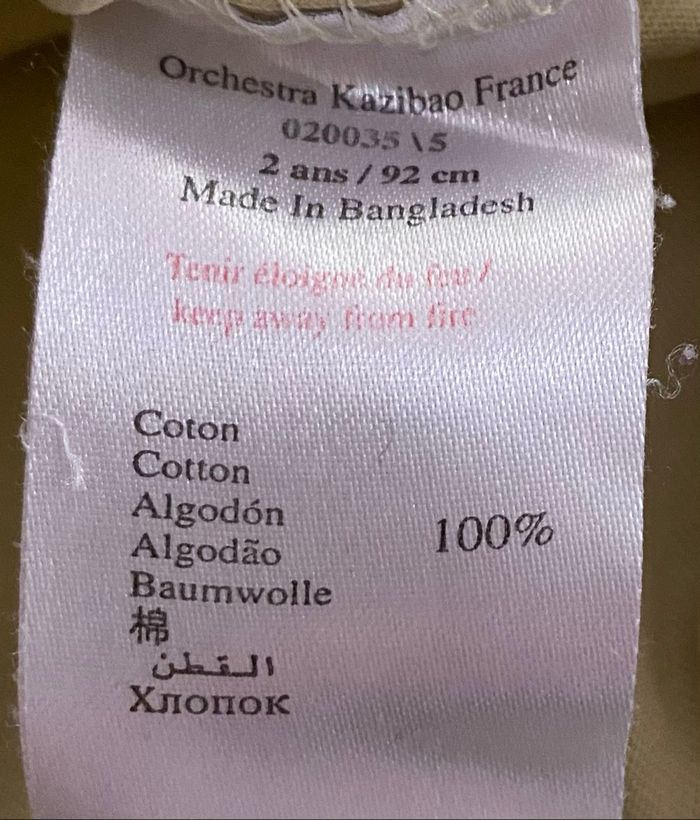 Orchestra Kazibao France
020035 \5
2 ans / 92 cm
Made In Bangladesh
Tenir éloigné du feu /
keep away from fire
Coton
Cotton
Algodón
Algodão
100%
Baumwolle
棉
القطن
Хлопок